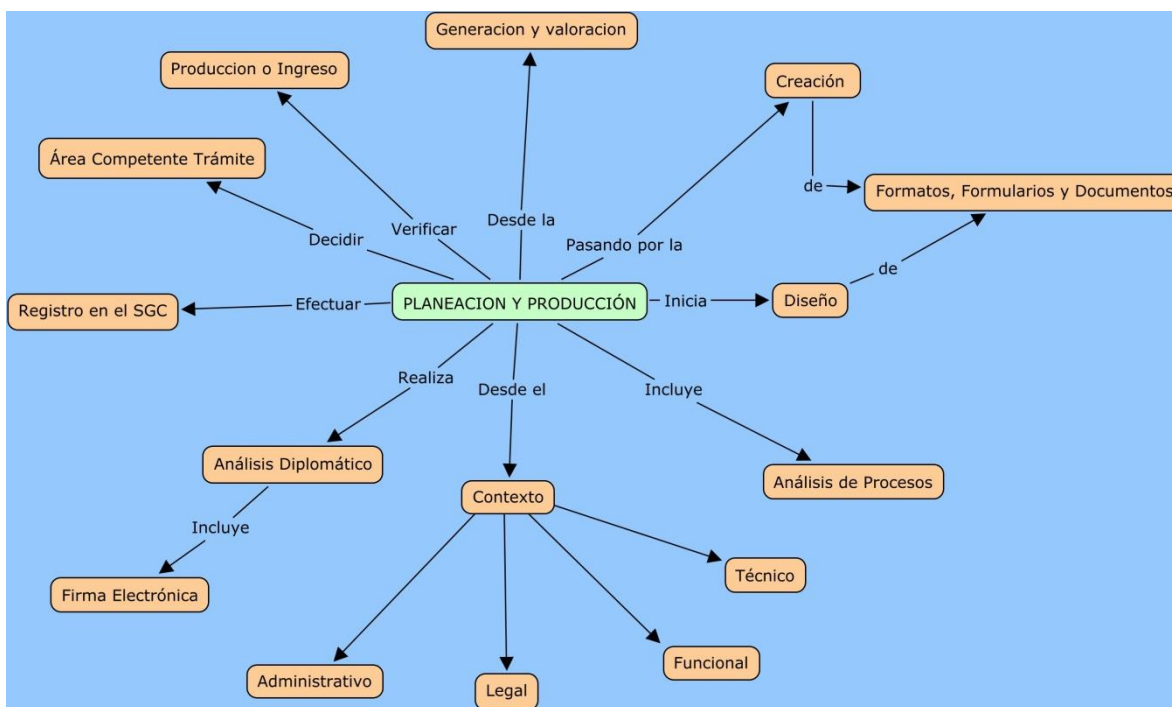 Generacion y valoracion
Produccion o Ingreso
Creación
Área Competente Trámite
de
Formatos, Formularios y Documentos
Desde la
Verificar
Decidir
Pasando por la
de
Registro en el SGC
Efectuar
PLANEACION Y PRODUCCIÓN
Inicia
Diseño
Realiza
Desde el
Incluye
Análisis Diplomático
Análisis de Procesos
Contexto
Incluye
Técnico
Firma Electrónica
Funcional
Administrativo
Legal